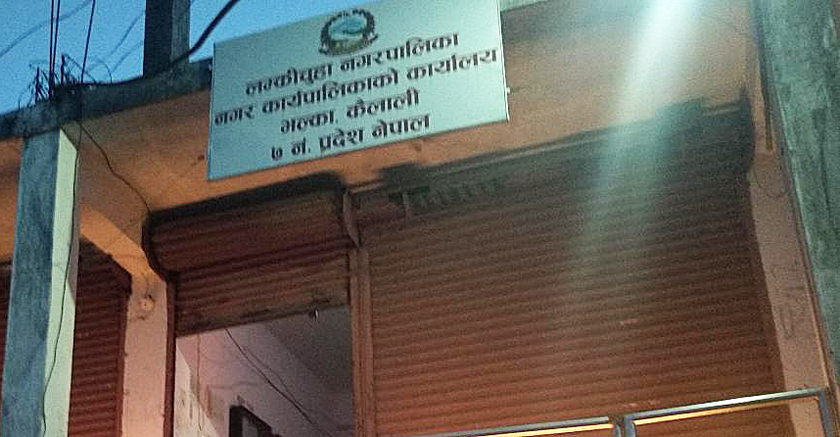 लम्कीचुहा नगरपालिका
नगर कार्यपालिकाको कार्यालय
भल्का, कैलाली
७ नं. प्रदेश नेपाल